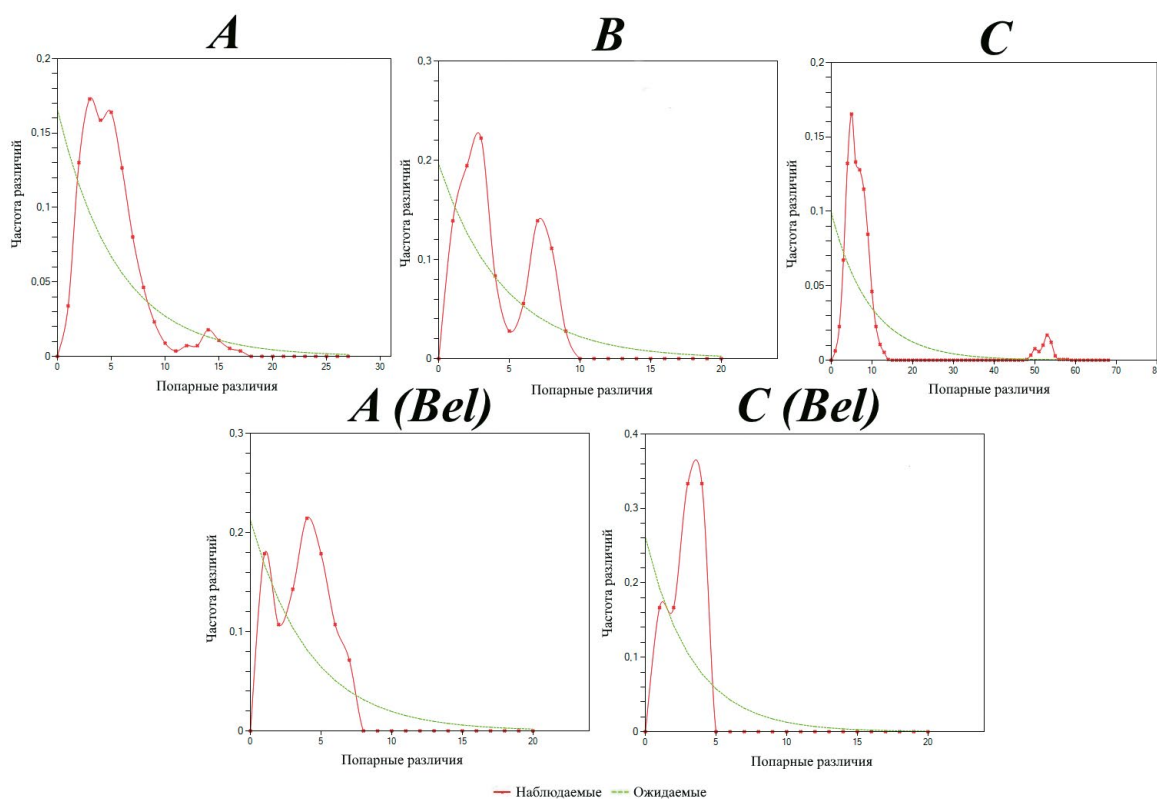 A
0,2
0,15
0,1
0,05
0
0 5 10 15 20 25 30
Частота различий
Попарные различия
B
0,3
0,2
0,1
0
0 5 10 15 20
Частота различий
Попарные различия
C
0,2
0,15
0,1
0,05
0
0 10 20 30 40 50 60 70 80
Частота различий
Попарные различия
A (Bel)
0,3
0,2
0,1
0
0 5 10 15 20
Частота различий
Попарные различия
C (Bel)
0,4
0,3
0,2
0,1
0
0 5 10 15 20
Частота различий
Попарные различия
Наблюдаемые Ожидаемые